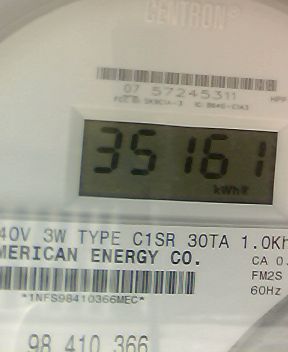 CENTRON®
07 57245311
35161
kWh
40V 3W TYPE C1SR 30TA 1.0Kh
MERICAN ENERGY CO.
CA 0.
FM2S
60Hz
*1NFS98410366MEC*
98 410 366